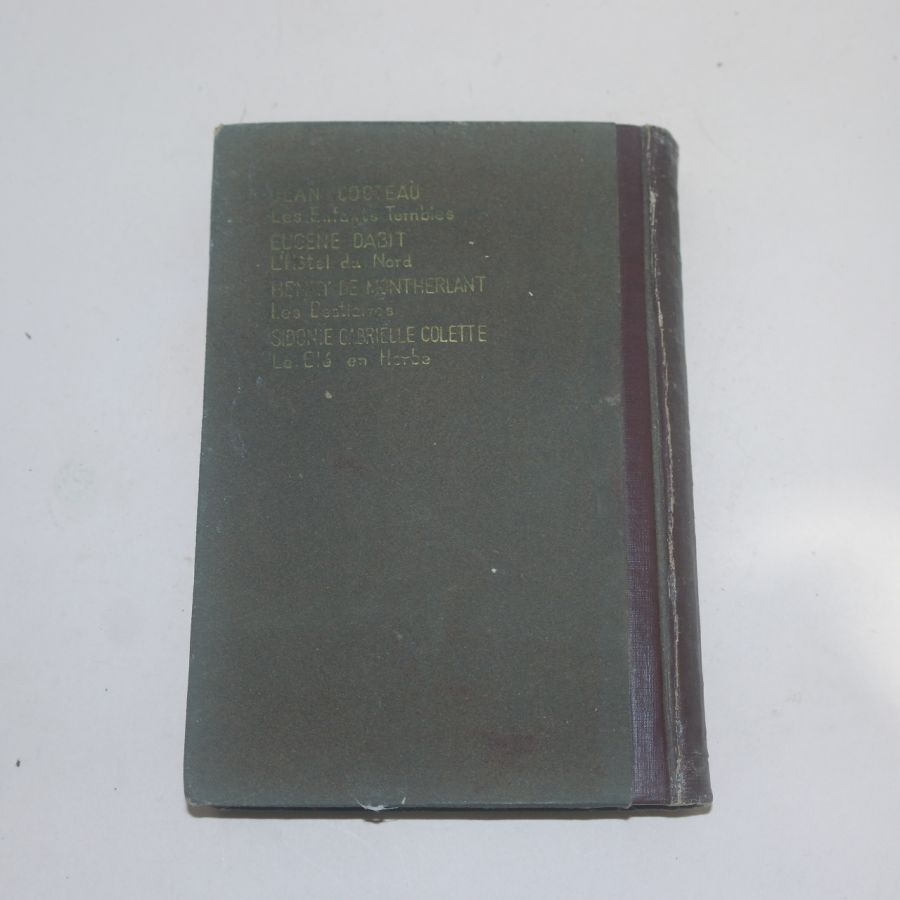 JEAN COCTEAU
Les Enfants Terribles
EUGENE DABIT
L'Hôtel du Nord
HENRY DE MONTHERLANT
Les Bestiaires
SIDONIE GABRIELLE COLETTE
Le Blé en Herbe